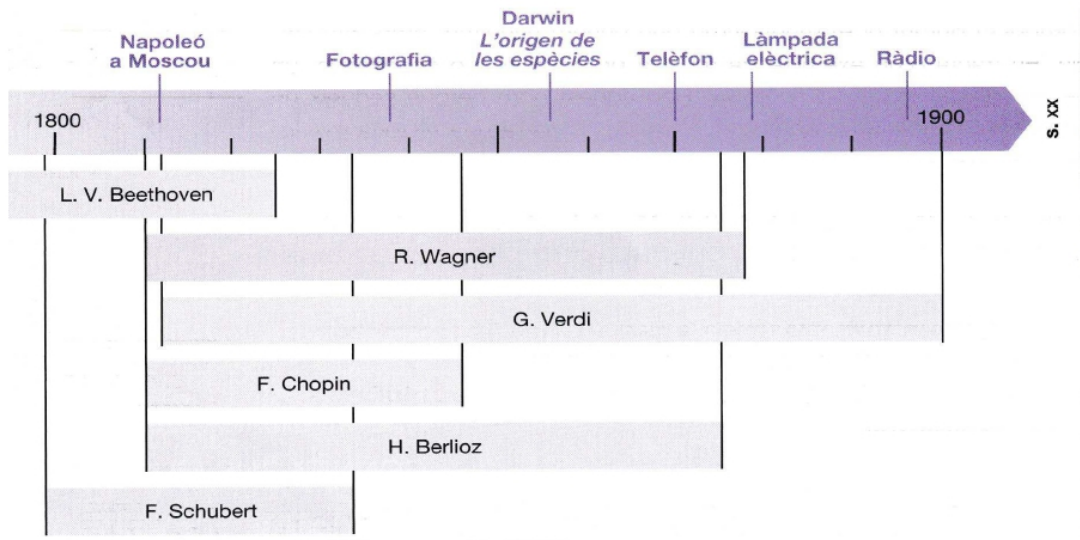 Napoleó
a Moscou
Fotografia
Darwin
L'origen de
les espècies
Telèfon
Làmpada
elèctrica
Ràdio
1800
1900
s. XX
L. V. Beethoven
R. Wagner
G. Verdi
F. Chopin
H. Berlioz
F. Schubert